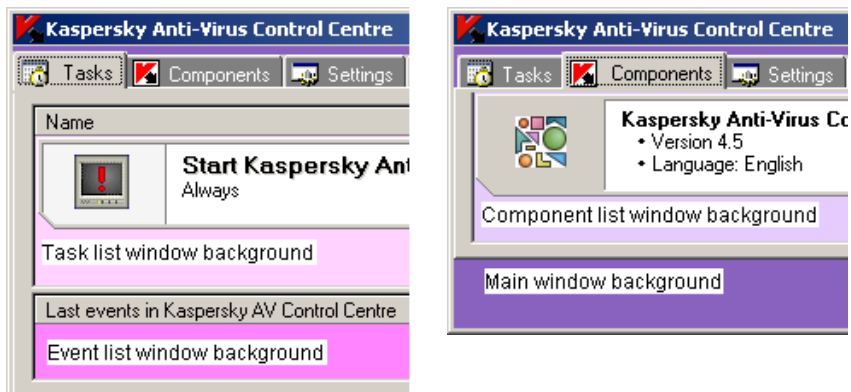 Kaspersky Anti-Virus Control Centre
Tasks Components Settings
Name
Start Kaspersky Ant
Always
Task list window background
Last events in Kaspersky AV Control Centre
Event list window background
Kaspersky Anti-Virus Control Centre
Tasks Components Settings
Kaspersky Anti-Virus Co
• Version 4.5
• Language: English
Component list window background
Main window background